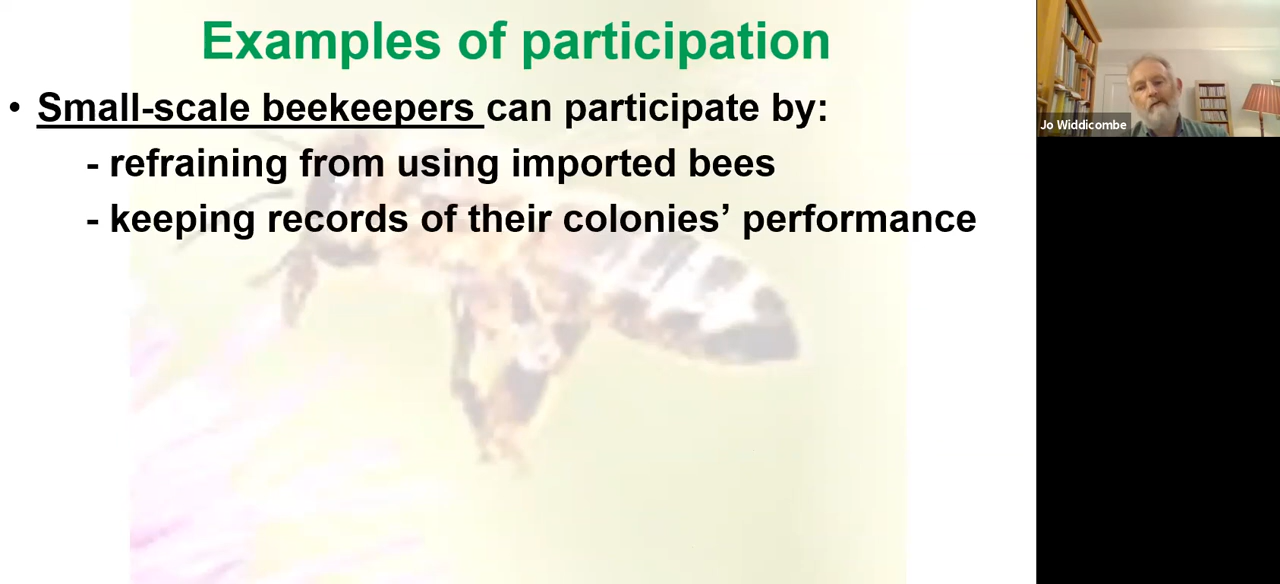 Examples of participation
• Small-scale beekeepers can participate by:
- refraining from using imported bees
- keeping records of their colonies’ performance
Jo Widdicombe